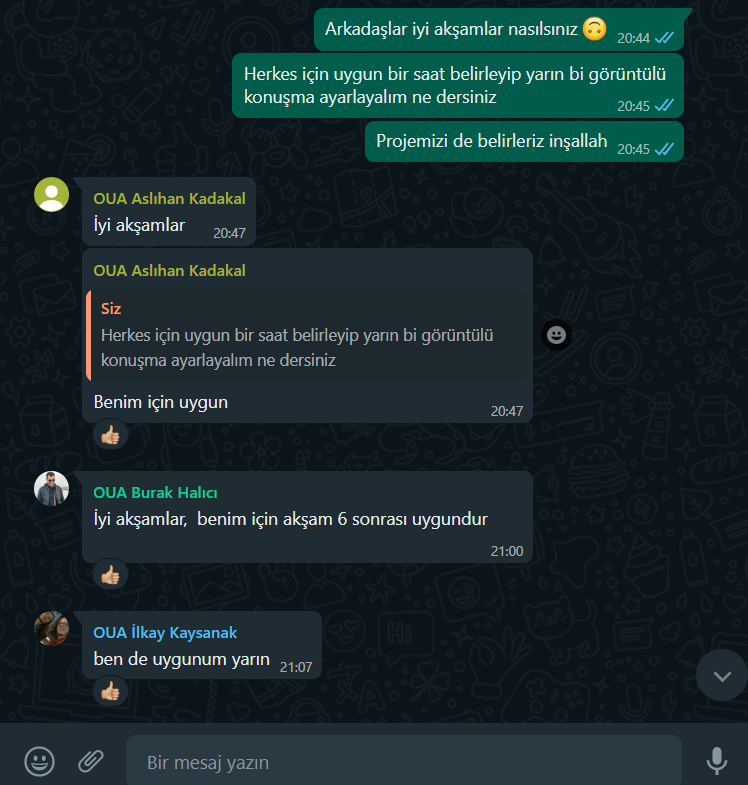 Arkadaşlar iyi akşamlar nasılsınız 🙃
20:44
Herkes için uygun bir saat belirleyip yarın bi görüntülü
konuşma ayarlayalım ne dersiniz
20:45
Projemizi de belirleriz inşallah
20:45
OUA Aslıhan Kadakal
İyi akşamlar
20:47
OUA Aslıhan Kadakal
Siz
Herkes için uygun bir saat belirleyip yarın bi görüntülü
konuşma ayarlayalım ne dersiniz
Benim için uygun
20:47
OUA Burak Halıcı
İyi akşamlar,  benim için akşam 6 sonrası uygundur
21:00
OUA İlkay Kaysanak
ben de uygunum yarın
21:07
Bir mesaj yazın